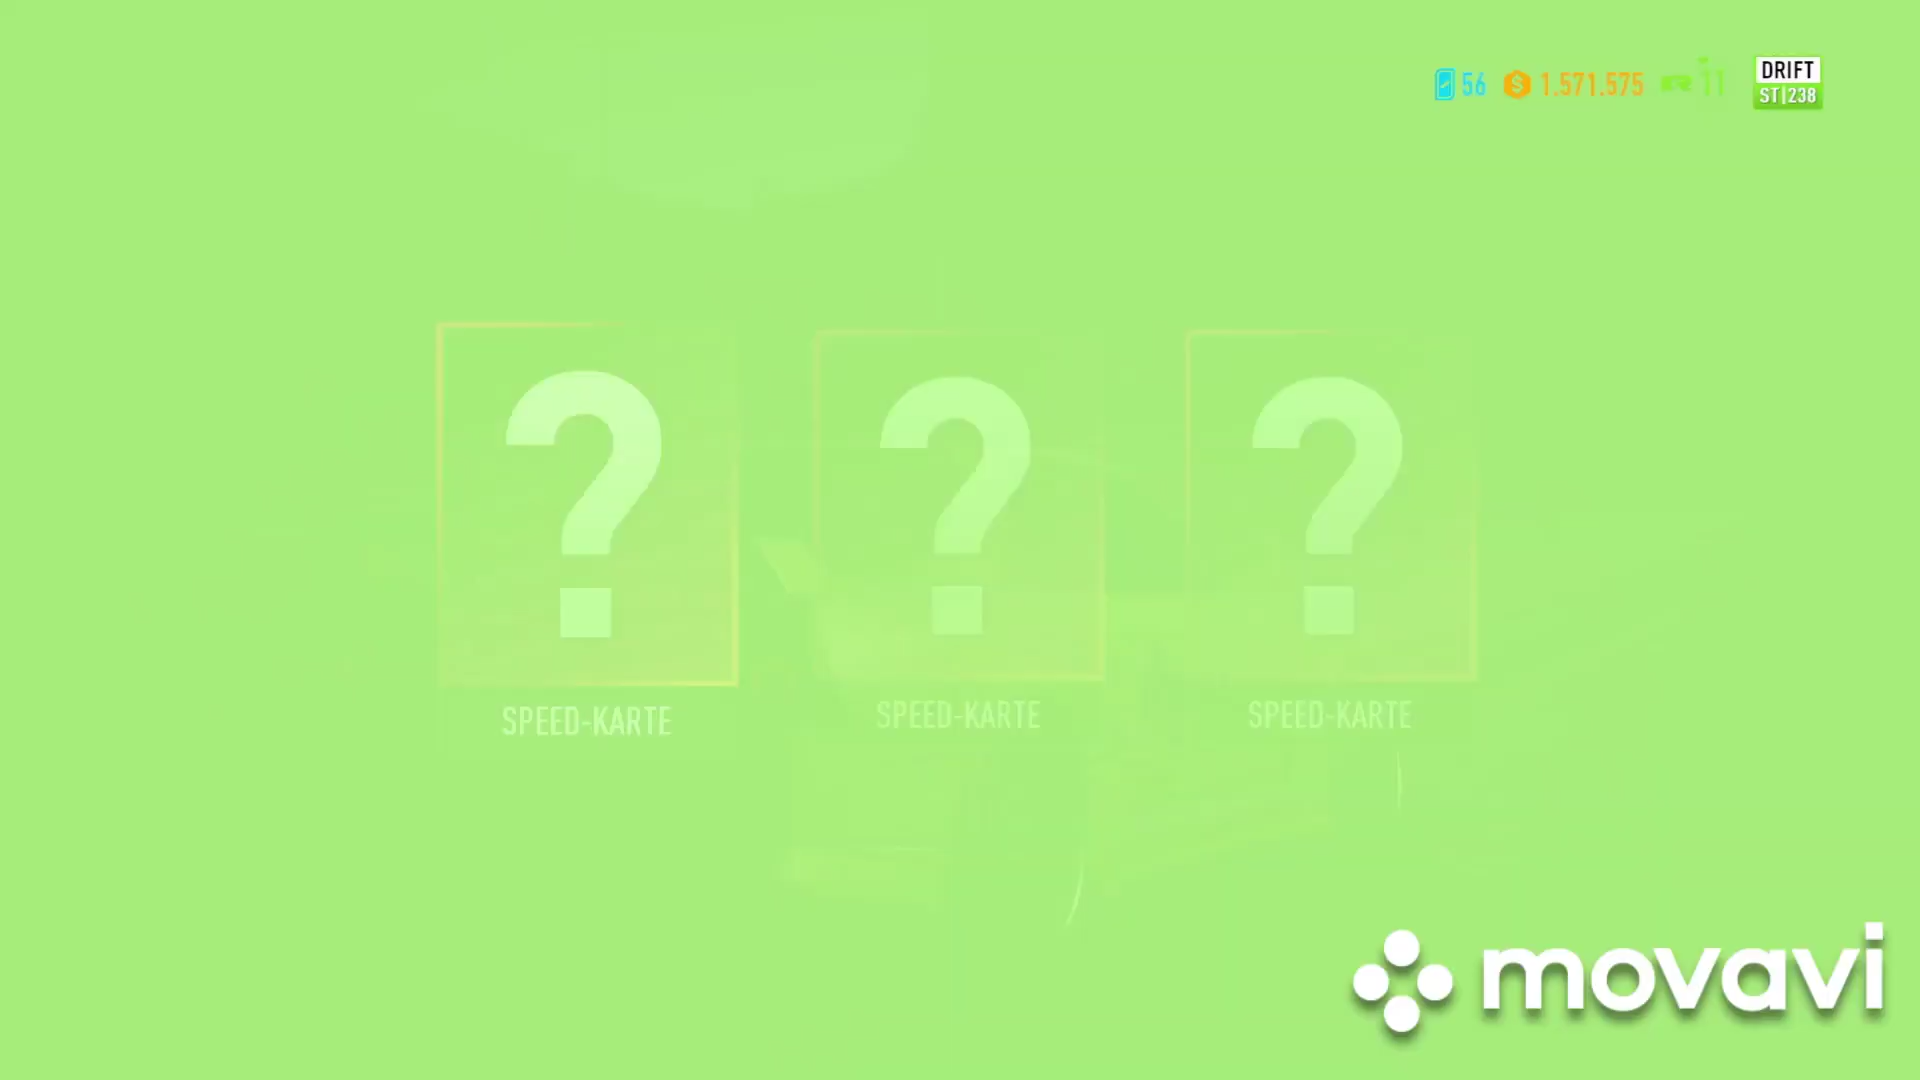 56 1.571.575 11
DRIFT
ST|238
? ? ?
SPEED-KARTE SPEED-KARTE SPEED-KARTE
movavi